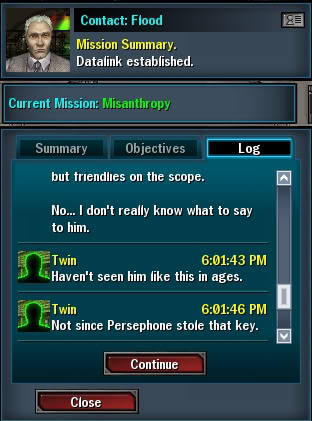 Contact: Flood
Mission Summary.
Datalink established.
Current Mission: Misanthropy
Summary
Objectives
Log
but friendlies on the scope.
No... I don't really know what to say
to him.
Twin 6:01:43 PM
Haven't seen him like this in ages.
Twin 6:01:46 PM
Not since Persephone stole that key.
Continue
Close